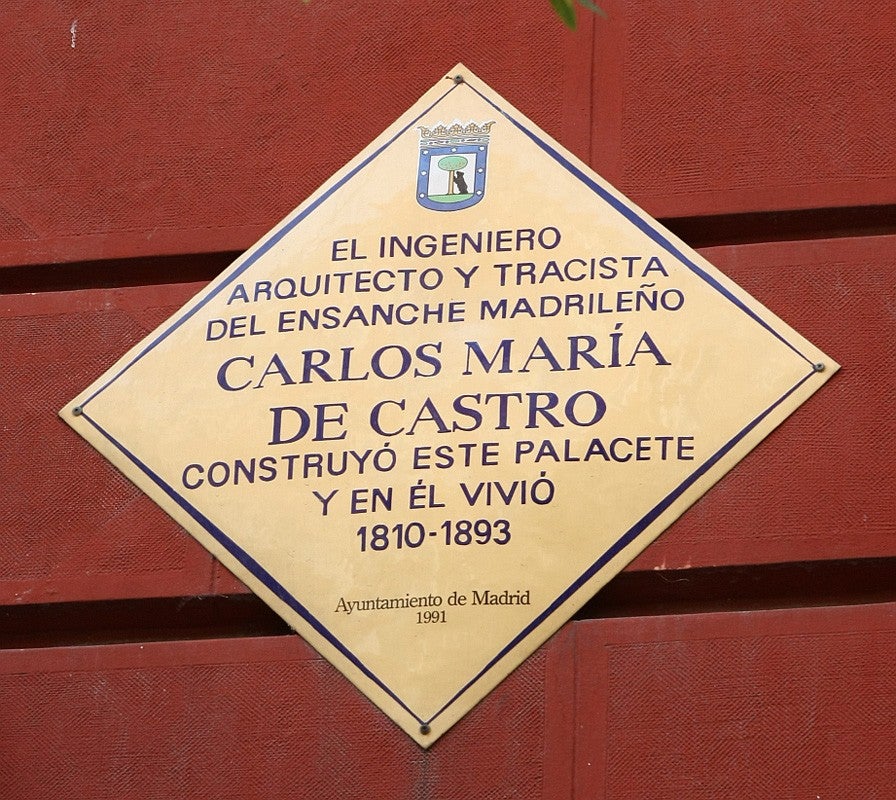 EL INGENIERO
ARQUITECTO Y TRACISTA
DEL ENSANCHE MADRILEÑO
CARLOS MARÍA
DE CASTRO
CONSTRUYÓ ESTE PALACETE
Y EN ÉL VIVIÓ
1810-1893
Ayuntamiento de Madrid
1991